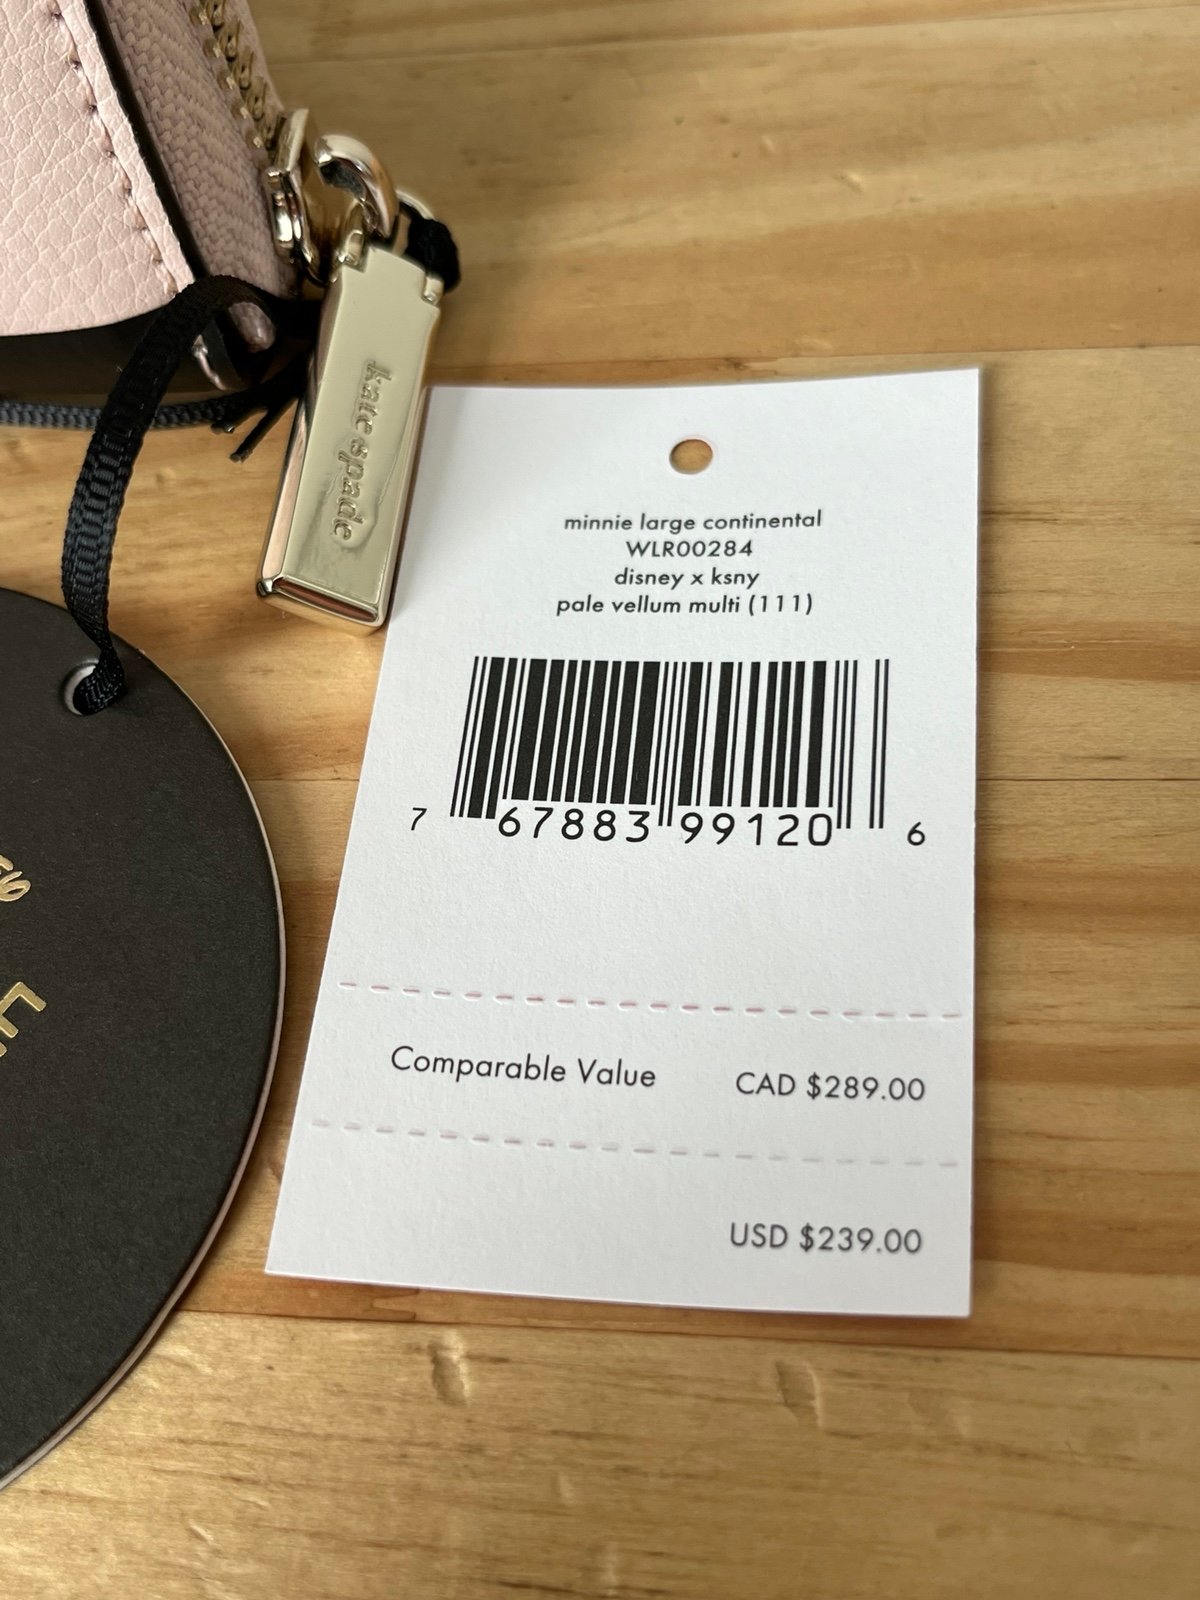 kate spade
minnie large continental
WLR00284
disney x ksny
pale vellum multi (111)
7 67883 99120 6
Comparable Value CAD $289.00
USD $239.00